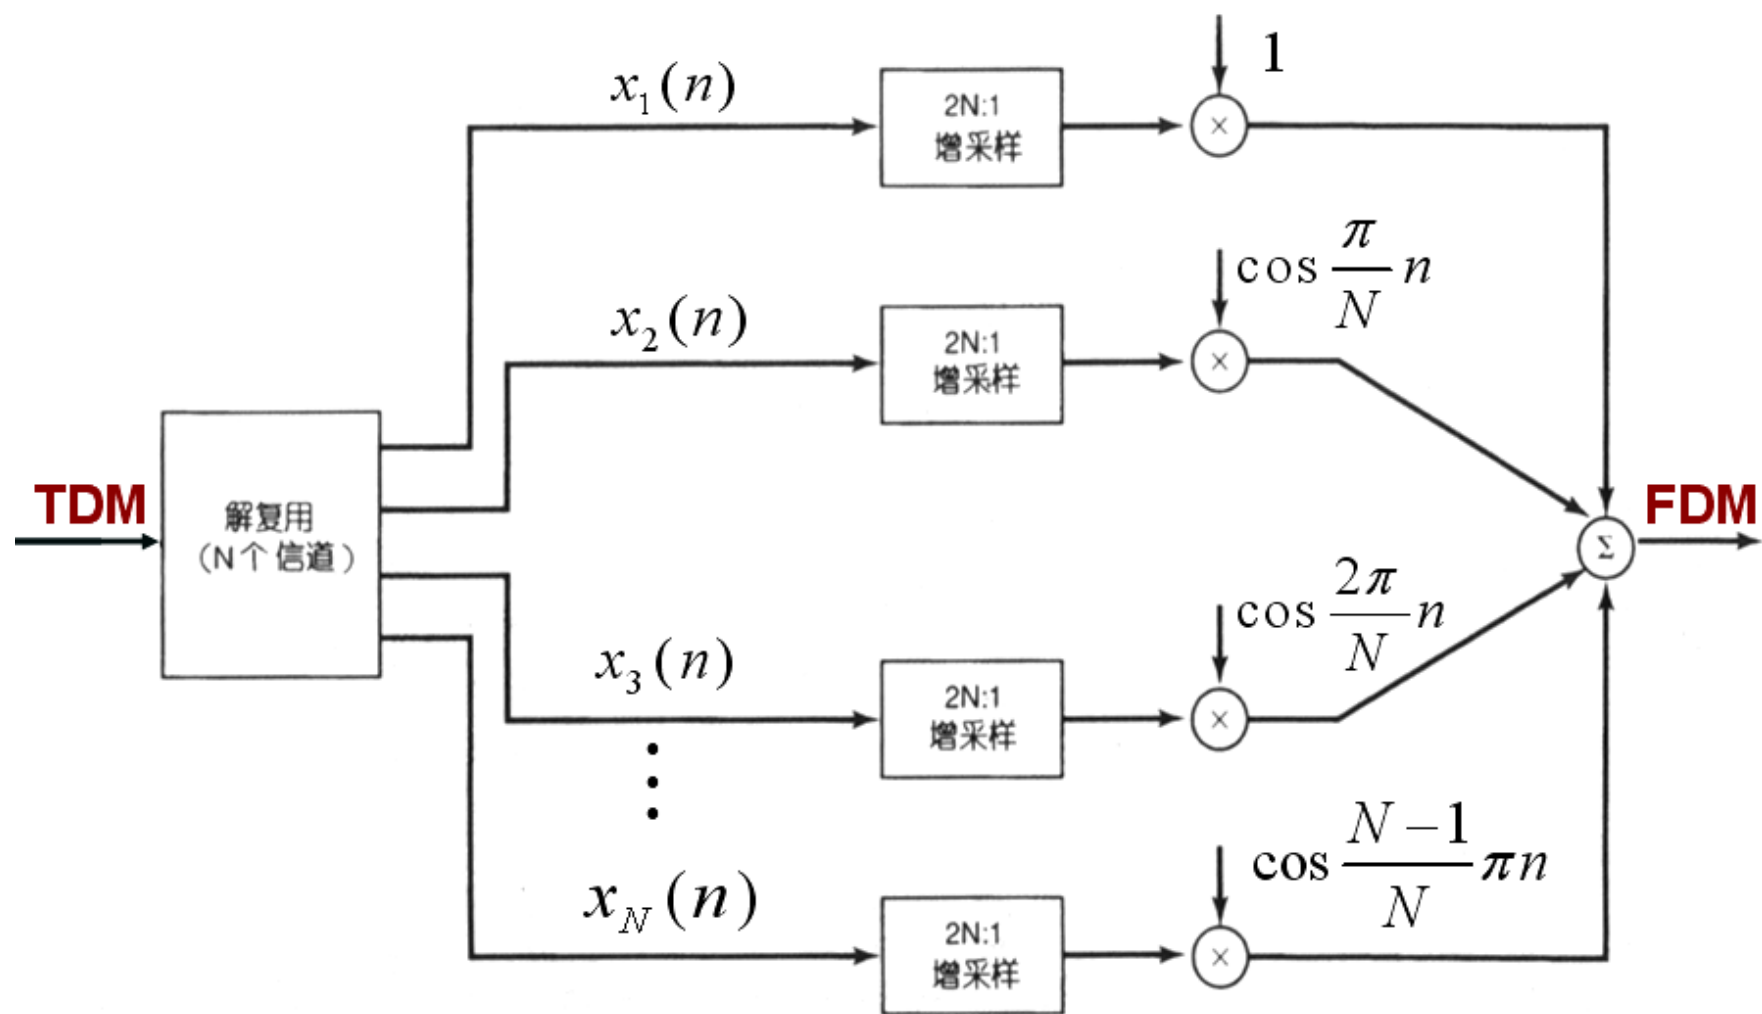 x₁(n)
2N:1
增采样
×
1
x₂(n)
2N:1
增采样
×
cos π/N n
TDM
解复用
(N个信道)
Σ
FDM
x₃(n)
2N:1
增采样
×
cos 2π/N n
⋮
x_N(n)
2N:1
增采样
×
cos N−1/N πn